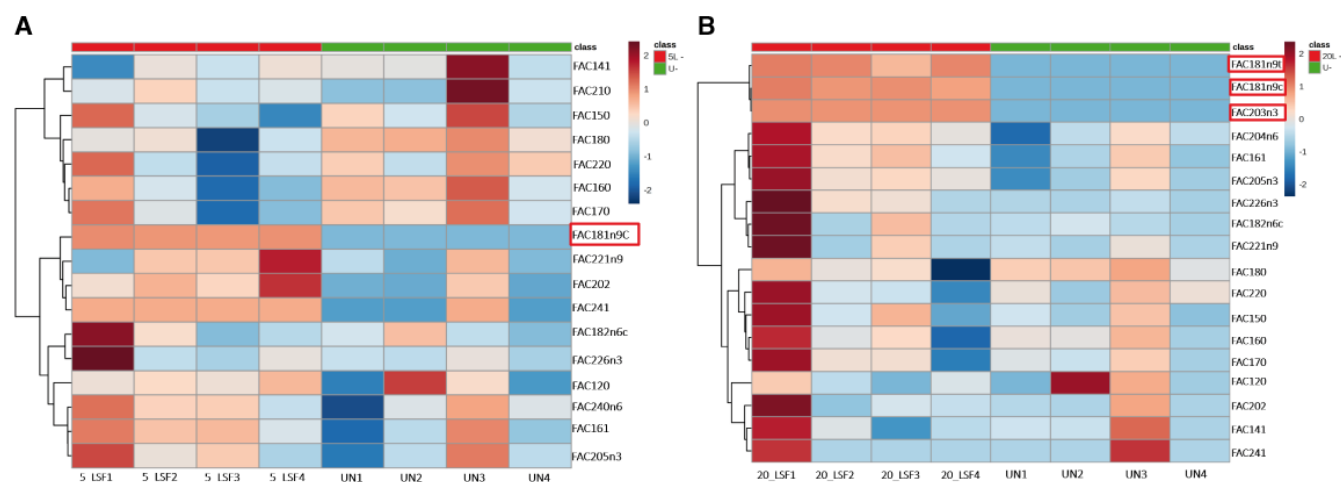 A
class
FAC141
FAC210
FAC150
FAC180
FAC220
FAC160
FAC170
FAC181n9C
FAC221n9
FAC202
FAC241
FAC182n6c
FAC226n3
FAC120
FAC240n6
FAC161
FAC205n3
5_LSF1 5_LSF2 5_LSF3 5_LSF4 UN1 UN2 UN3 UN4
class
5L -
U-
2
1
0
-1
-2
B
class
FAC181n9t
FAC181n9c
FAC203n3
FAC204n6
FAC161
FAC205n3
FAC226n3
FAC182n6c
FAC221n9
FAC180
FAC220
FAC150
FAC160
FAC170
FAC120
FAC202
FAC141
FAC241
20_LSF1 20_LSF2 20_LSF3 20_LSF4 UN1 UN2 UN3 UN4
class
20L -
U-
2
1
0
-1
-2